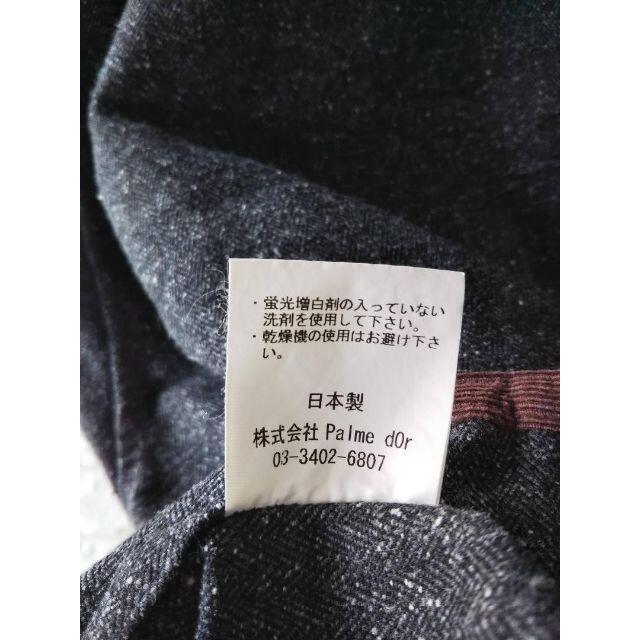 ・蛍光増白剤の入っていない
洗剤を使用して下さい。
・乾燥機の使用はお避け下さ
い。
日本製
株式会社 Palme dOr
03-3402-6807